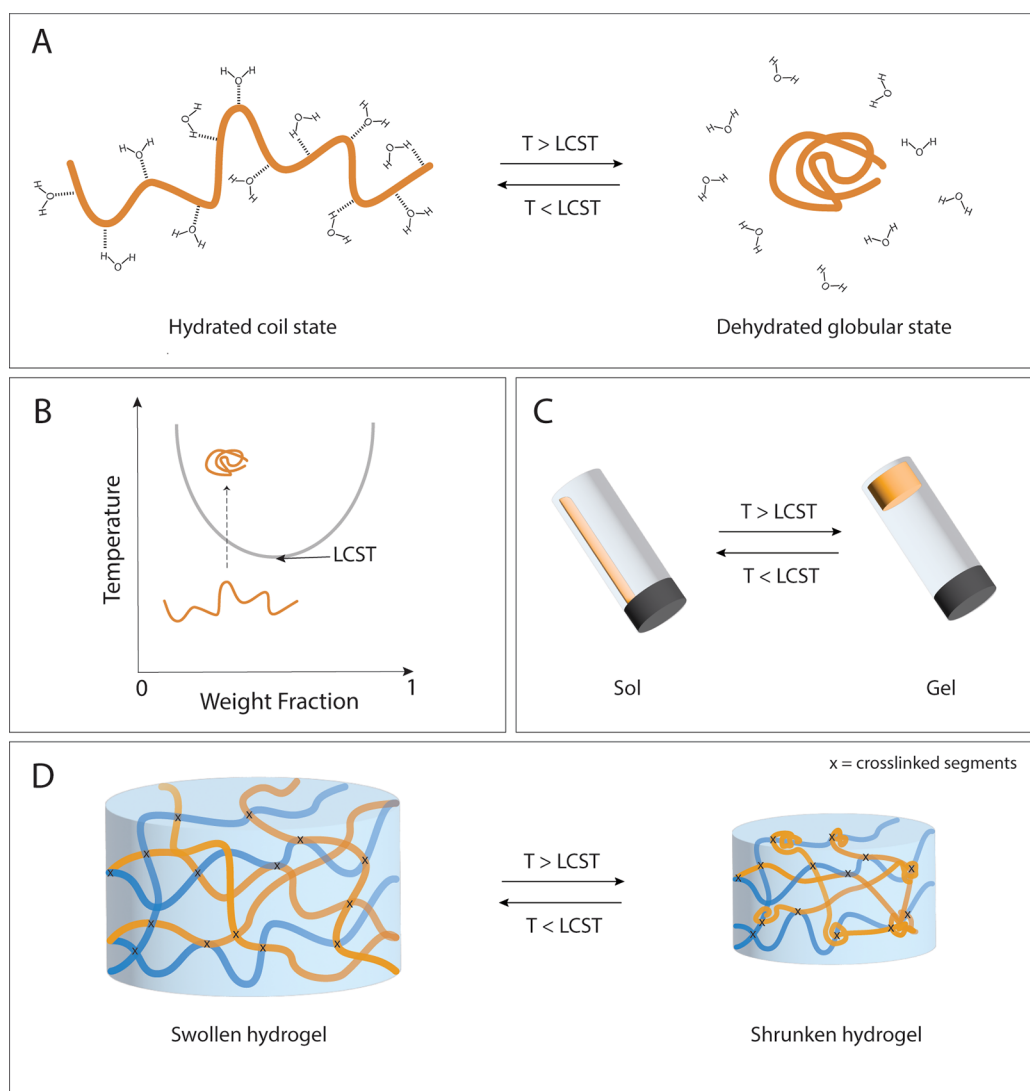 A
H H
O
T > LCST
T < LCST
Hydrated coil state
Dehydrated globular state
B
Temperature
LCST
0
1
Weight Fraction
C
T > LCST
T < LCST
Sol
Gel
D
x = crosslinked segments
T > LCST
T < LCST
Swollen hydrogel
Shrunken hydrogel